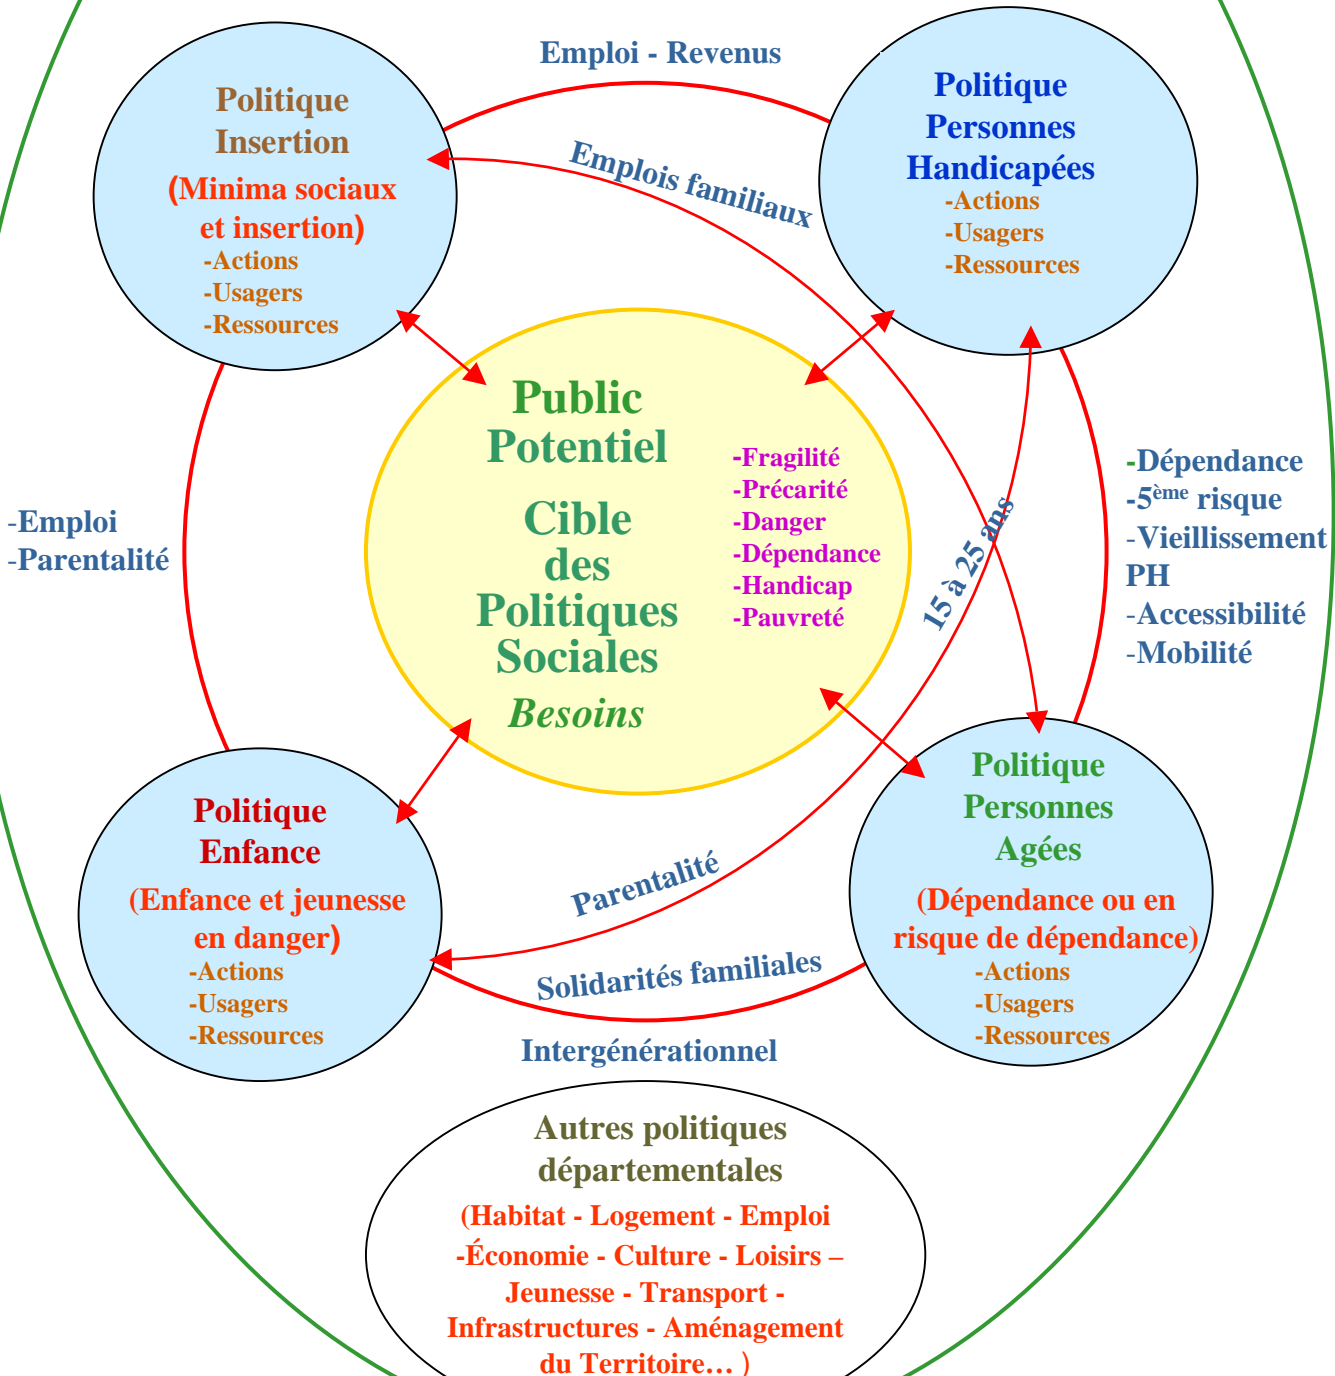 Emploi - Revenus
Politique
Insertion
(Minima sociaux
et insertion)
-Actions
-Usagers
-Ressources
Politique
Personnes
Handicapées
-Actions
-Usagers
-Ressources
Emplois familiaux
Public
Potentiel
Cible
des
Politiques
Sociales
Besoins
-Fragilité
-Précarité
-Danger
-Dépendance
-Handicap
-Pauvreté
15 à 25 ans
-Emploi
-Parentalité
-Dépendance
-5ème risque
-Vieillissement
PH
-Accessibilité
-Mobilité
Politique
Enfance
(Enfance et jeunesse
en danger)
-Actions
-Usagers
-Ressources
Parentalité
Solidarités familiales
Intergénérationnel
Politique
Personnes
Agées
(Dépendance ou en
risque de dépendance)
-Actions
-Usagers
-Ressources
Autres politiques
départementales
(Habitat - Logement - Emploi
-Économie - Culture - Loisirs –
Jeunesse - Transport -
Infrastructures - Aménagement
du Territoire… )